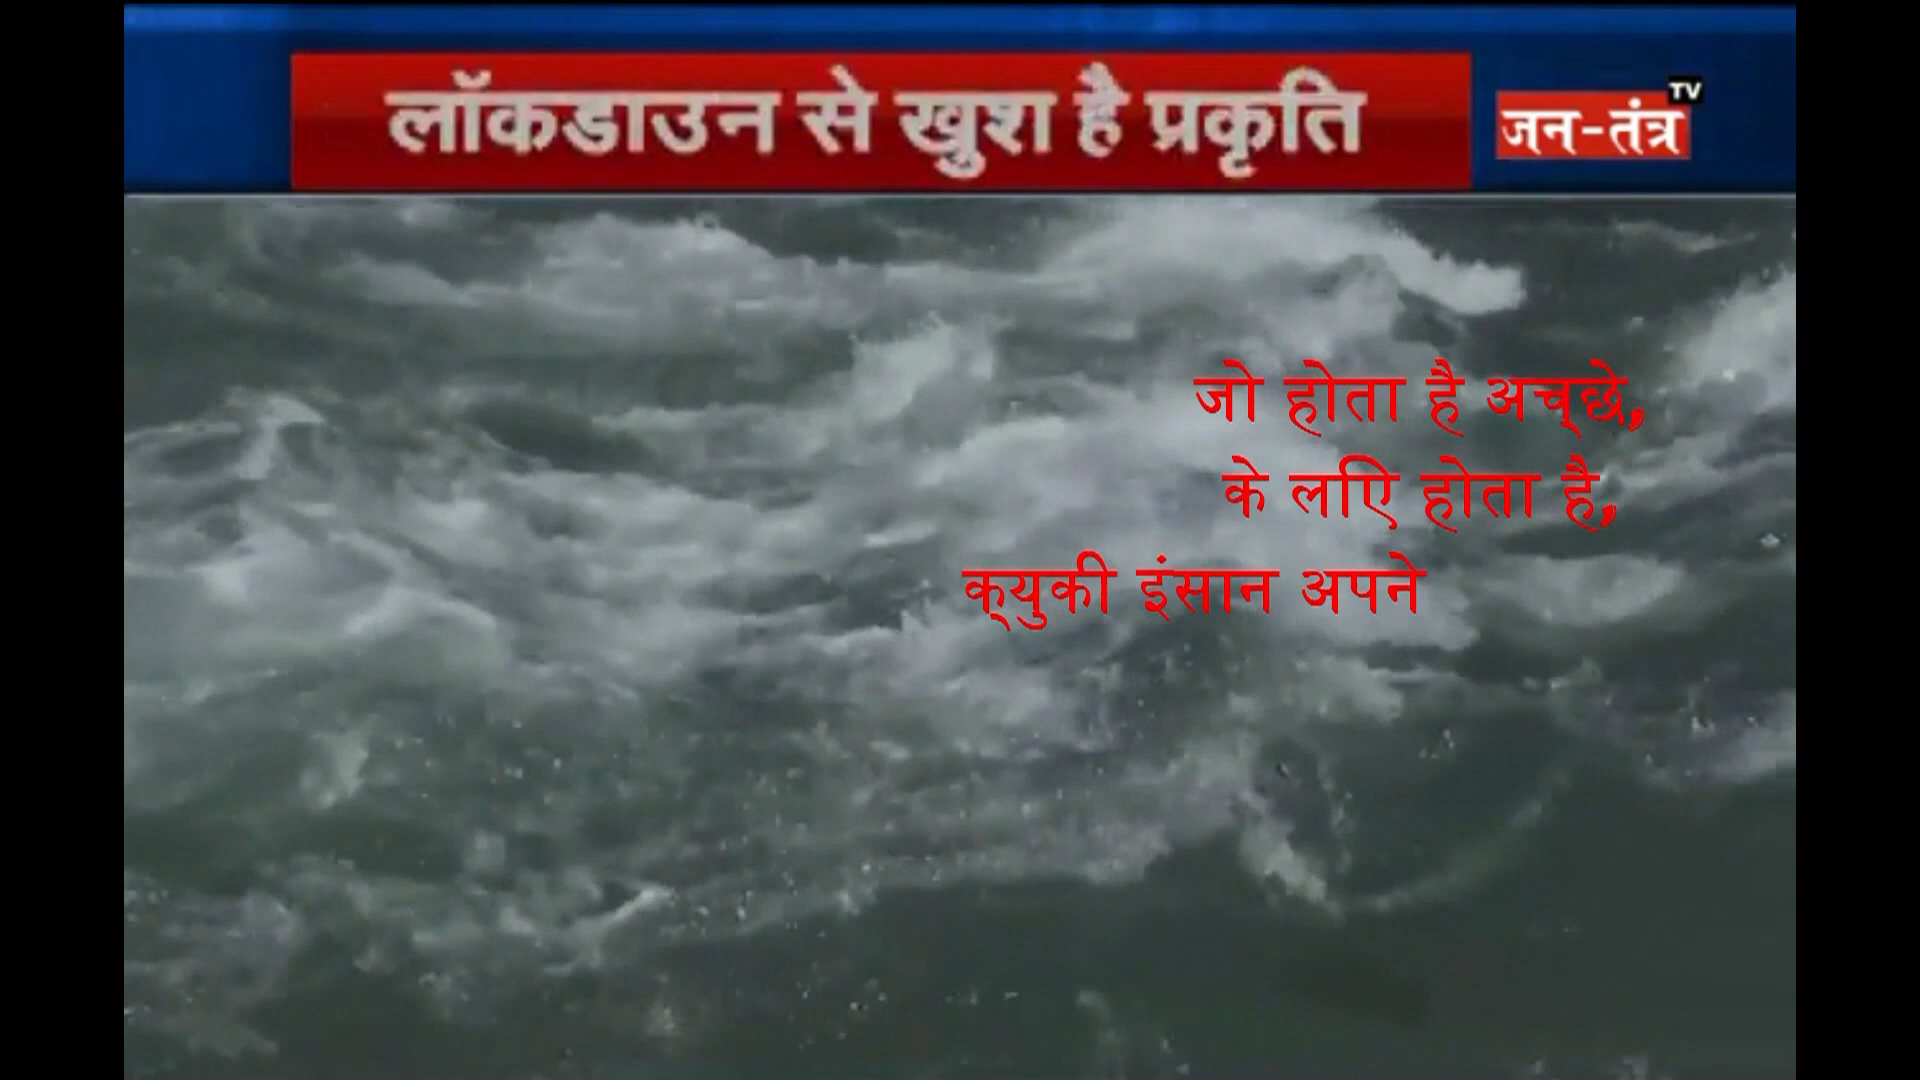 लॉकडाउन से खुश है प्रकृति
जन-तंत्र TV
जो होता है अच्छे,
के लिए होता है,
क्युकी इंसान अपने